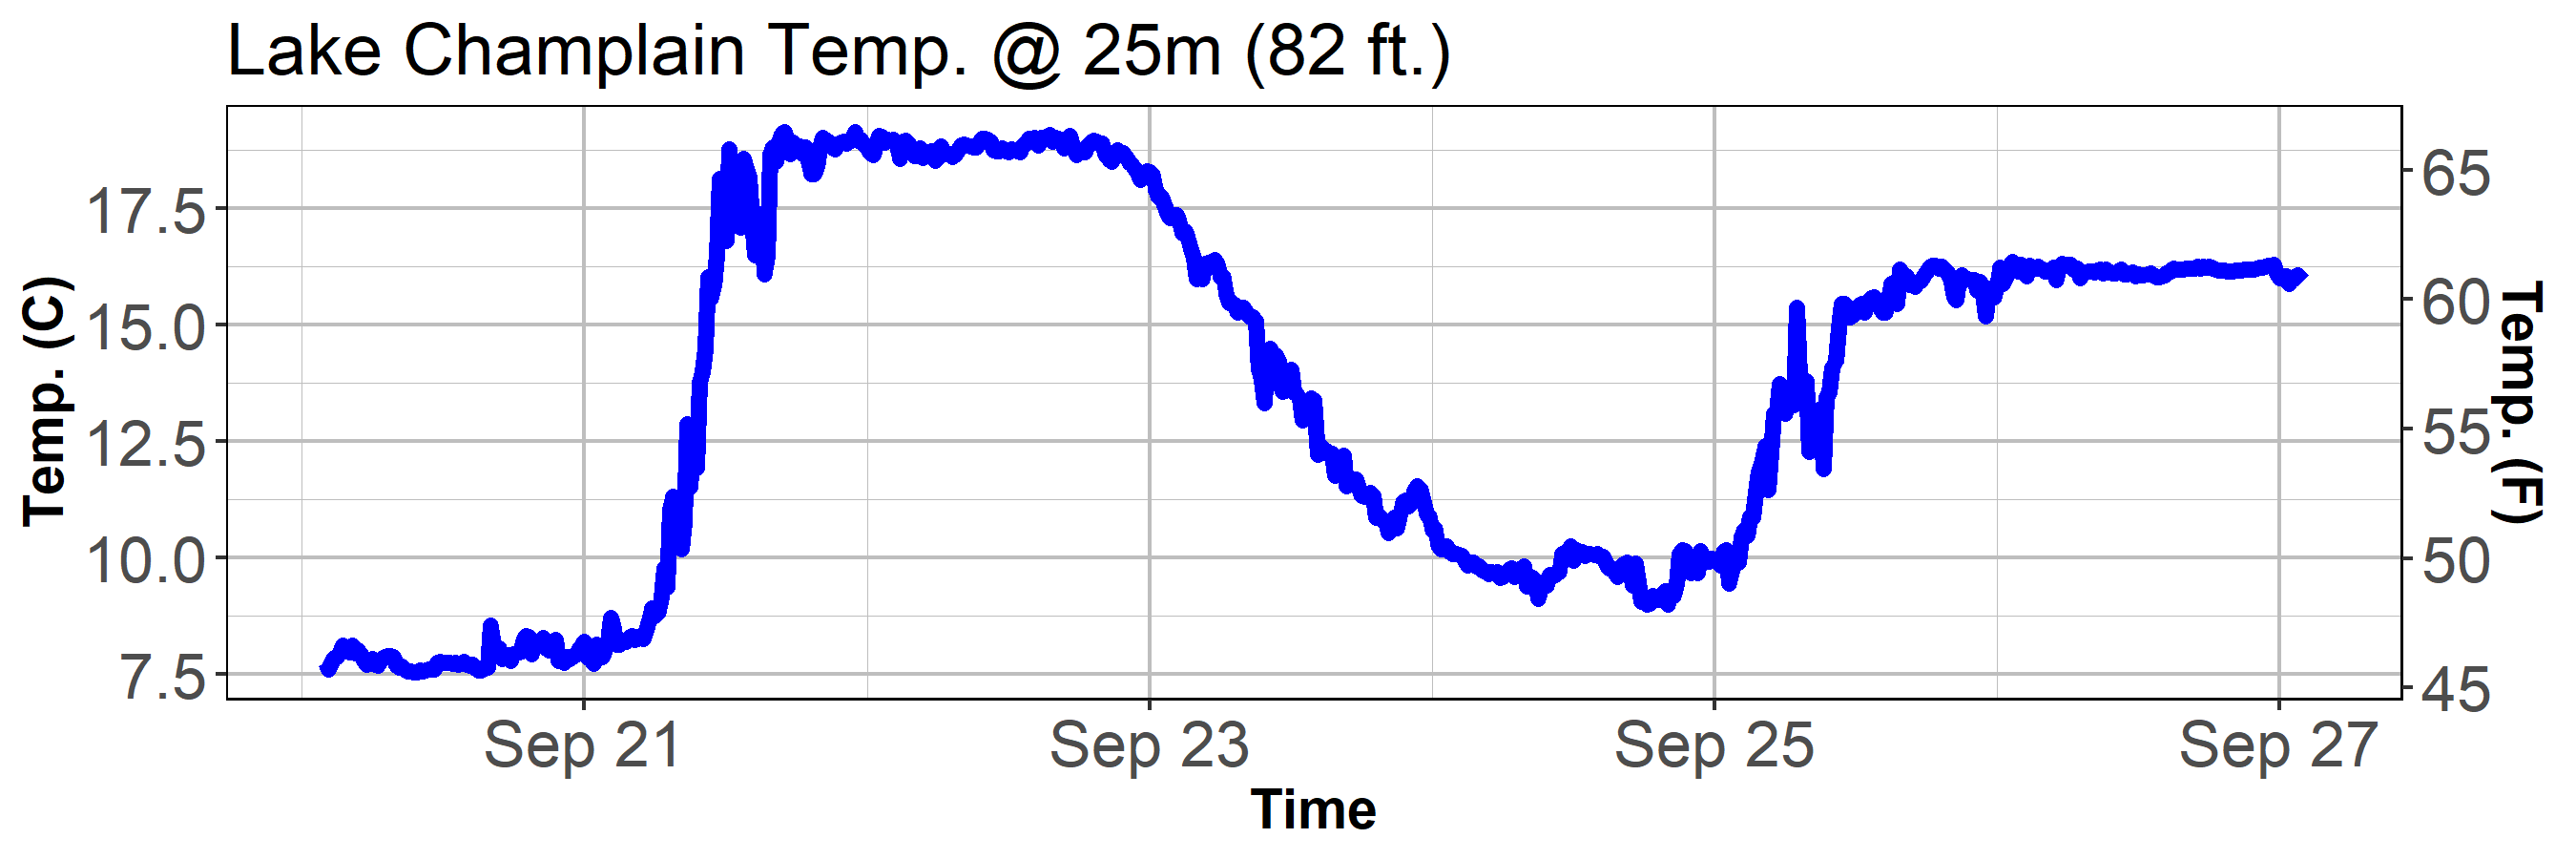 Lake Champlain Temp. @ 25m (82 ft.)
Temp. (C)
17.5
15.0
12.5
10.0
7.5
65
60
55
50
45
Temp. (F)
Sep 21 Sep 23 Sep 25 Sep 27
Time